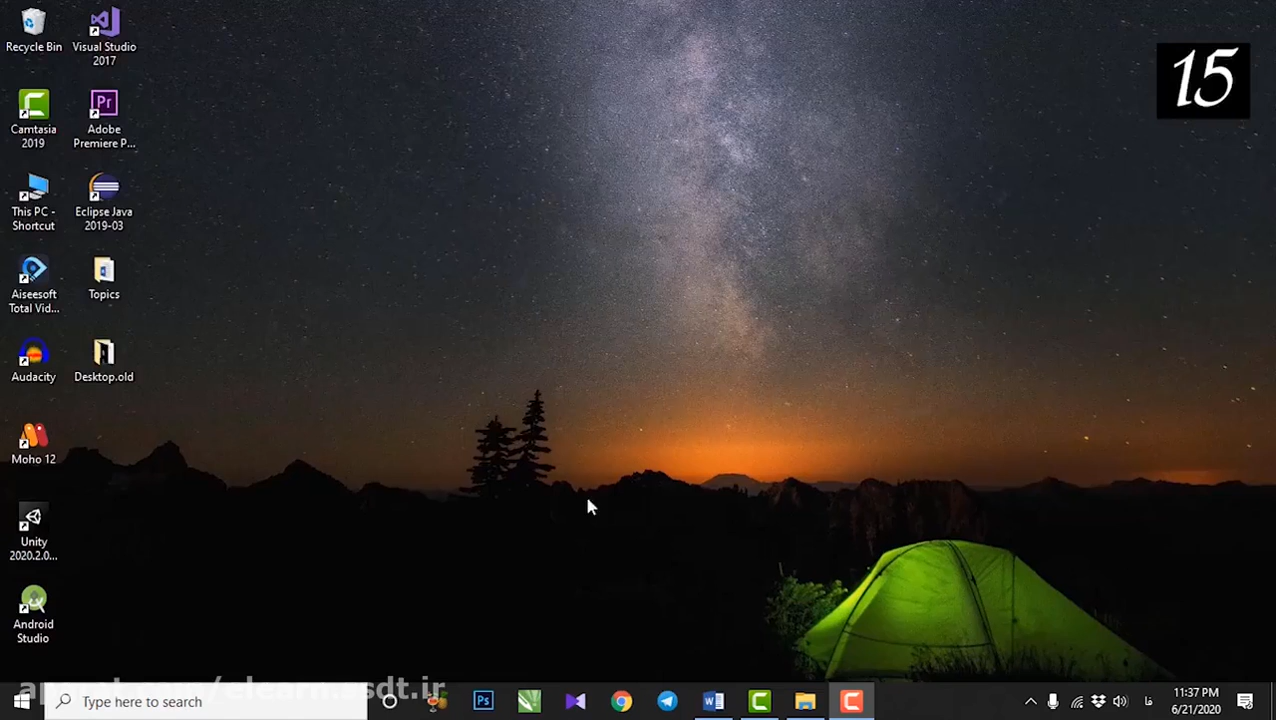 Recycle Bin
Visual Studio
2017
15
Camtasia
2019
Adobe
Premiere P...
This PC -
Shortcut
Eclipse Java
2019-03
Aiseesoft
Total Vid...
Topics
Audacity
Desktop.old
Moho 12
Unity
2020.2.0...
Android
Studio
Type here to search
فا
11:37 PM
6/21/2020